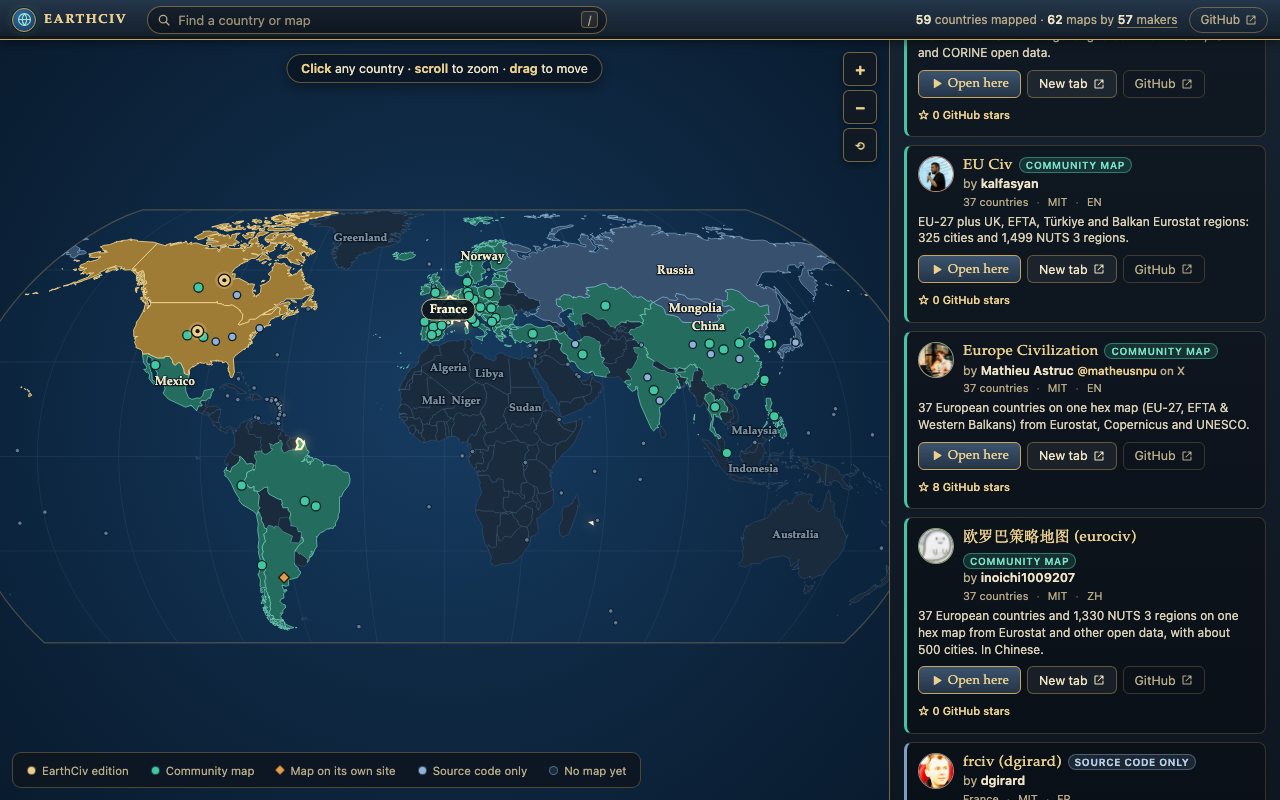 EARTHCIV
Find a country or map
/
59 countries mapped · 62 maps by 57 makers
GitHub
Click any country · scroll to zoom · drag to move
+
−
Greenland
Norway
Russia
France
Mongolia
China
Mexico
Algeria
Libya
Mali
Niger
Sudan
Malaysia
Indonesia
Australia
EarthCiv edition
Community map
Map on its own site
Source code only
No map yet
and CORINE open data.
Open here
New tab
GitHub
☆ 0 GitHub stars
EU Civ COMMUNITY MAP
by kalfasyan
37 countries · MIT · EN
EU-27 plus UK, EFTA, Türkiye and Balkan Eurostat regions:
325 cities and 1,499 NUTS 3 regions.
Open here
New tab
GitHub
☆ 0 GitHub stars
Europe Civilization COMMUNITY MAP
by Mathieu Astruc @matheusnpu on X
37 countries · MIT · EN
37 European countries on one hex map (EU-27, EFTA &
Western Balkans) from Eurostat, Copernicus and UNESCO.
Open here
New tab
GitHub
☆ 8 GitHub stars
欧罗巴策略地图 (eurociv)
COMMUNITY MAP
by inoichi1009207
37 countries · MIT · ZH
37 European countries and 1,330 NUTS 3 regions on one
hex map from Eurostat and other open data, with about
500 cities. In Chinese.
Open here
New tab
GitHub
☆ 0 GitHub stars
frciv (dgirard) SOURCE CODE ONLY
by dgirard
France · MIT · FR